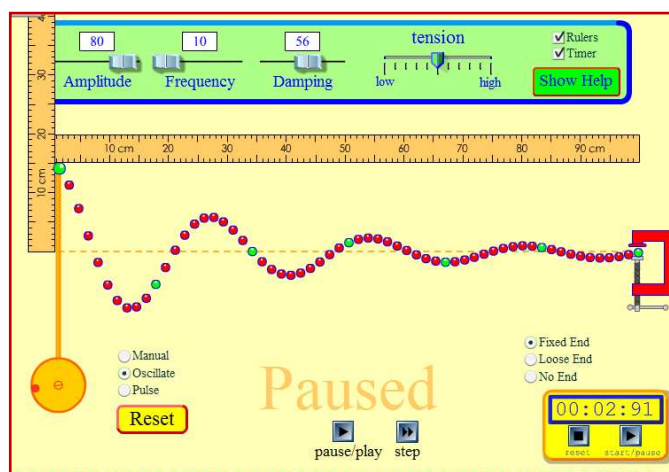 80
10
56
Amplitude
Frequency
Damping
tension
low
high
Rulers
Timer
Show Help
40
30
20
10 cm
10 cm
20
30
40
50
60
70
80
90 cm
Manual
Oscillate
Pulse
Reset
Paused
pause/play
step
Fixed End
Loose End
No End
00:02:91
reset
start/pause